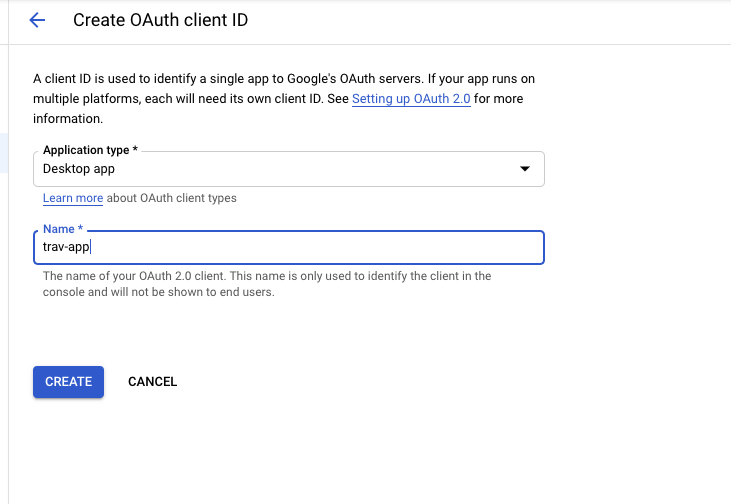 Create OAuth client ID
A client ID is used to identify a single app to Google's OAuth servers. If your app runs on
multiple platforms, each will need its own client ID. See Setting up OAuth 2.0 for more
information.
Application type *
Desktop app
Learn more about OAuth client types
Name *
trav-app
The name of your OAuth 2.0 client. This name is only used to identify the client in the
console and will not be shown to end users.
CREATE CANCEL